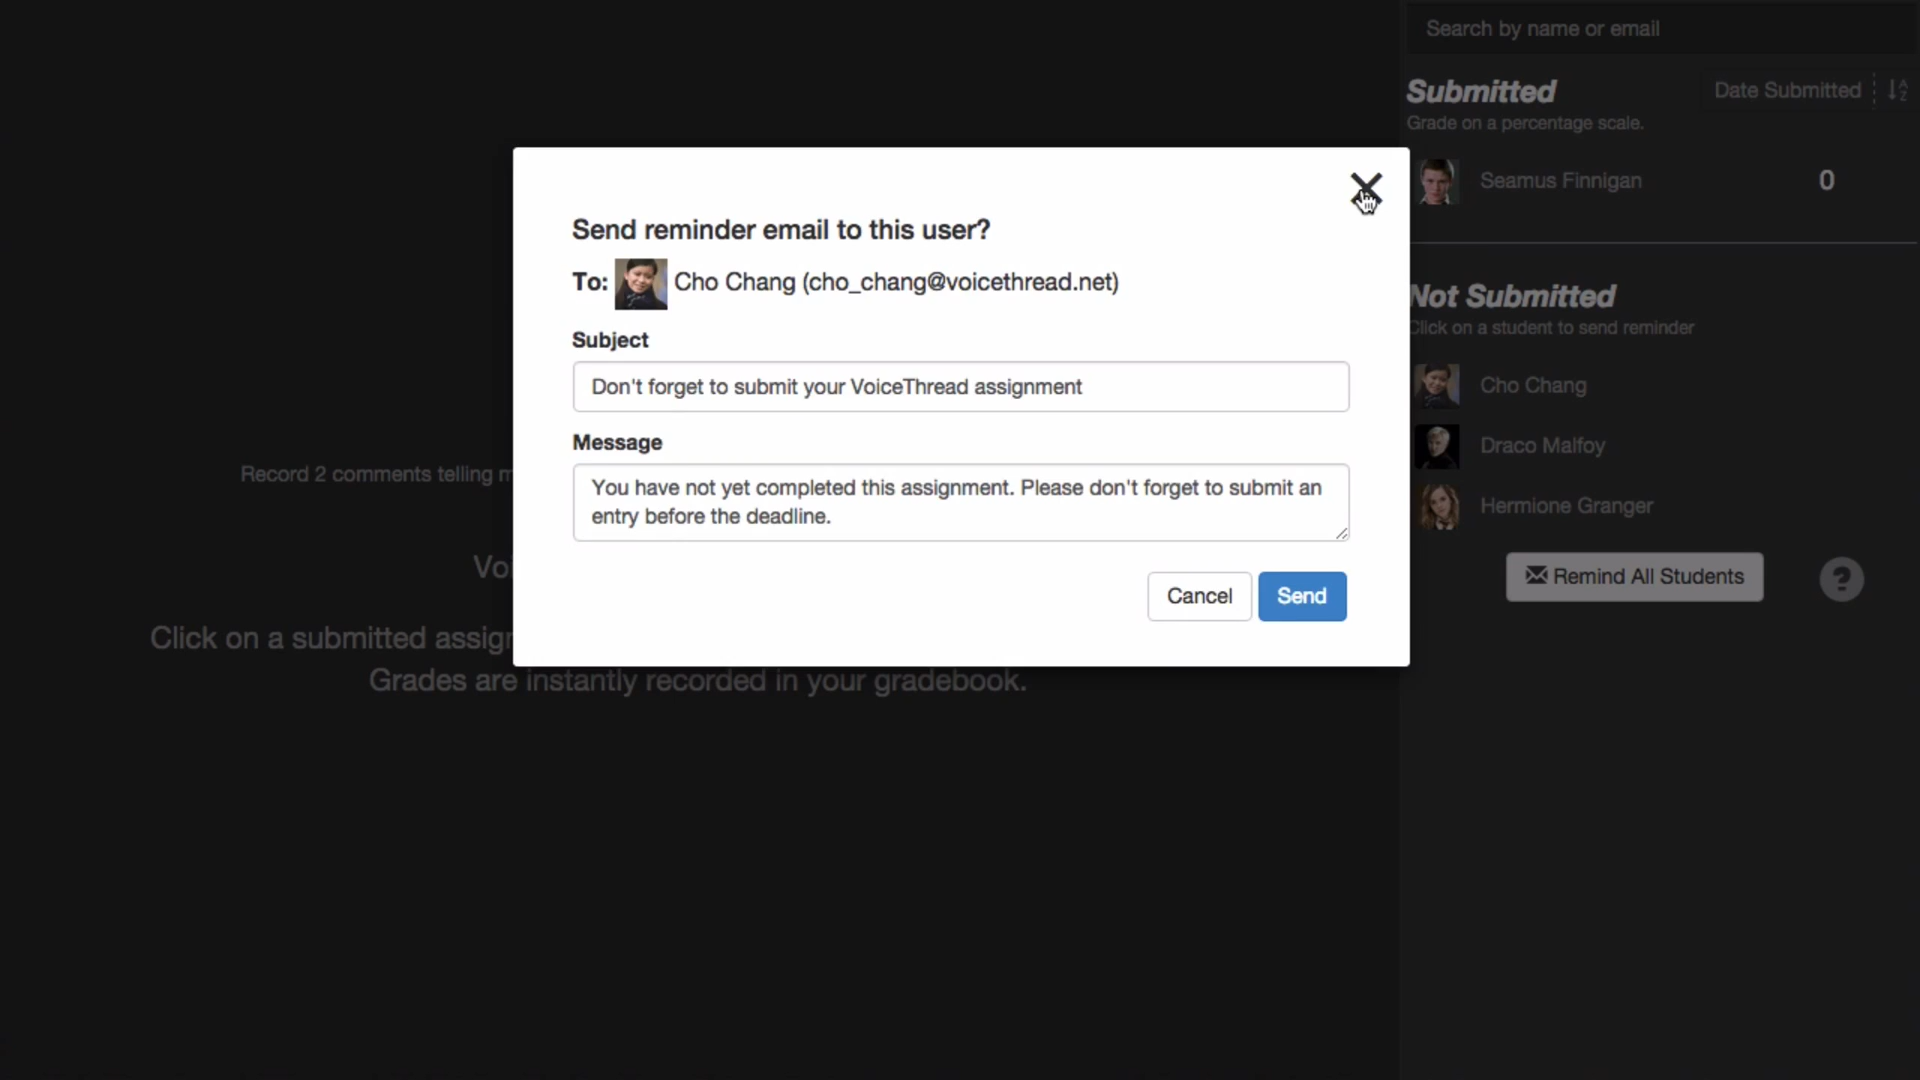 Search by name or email
Submitted
Date Submitted
Grade on a percentage scale.
Seamus Finnigan
0
Send reminder email to this user?
To: Cho Chang (cho_chang@voicethread.net)
Subject
Don't forget to submit your VoiceThread assignment
Message
You have not yet completed this assignment. Please don't forget to submit an
entry before the deadline.
Cancel
Send
Not Submitted
Click on a student to send reminder
Cho Chang
Draco Malfoy
Hermione Granger
Remind All Students
?
Record 2 comments telling
Click on a submitted
Grades are instantly recorded in your gradebook.